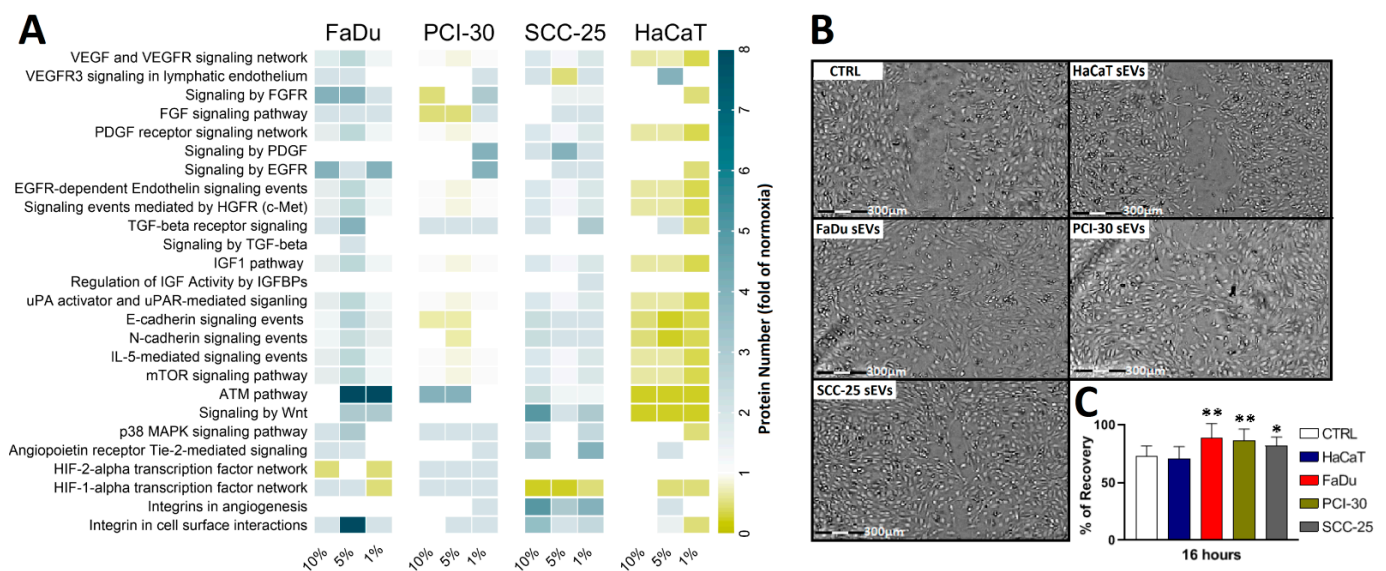 A
FaDu PCI-30 SCC-25 HaCaT
VEGF and VEGFR signaling network
VEGFR3 signaling in lymphatic endothelium
Signaling by FGFR
FGF signaling pathway
PDGF receptor signaling network
Signaling by PDGF
Signaling by EGFR
EGFR-dependent Endothelin signaling events
Signaling events mediated by HGFR (c-Met)
TGF-beta receptor signaling
Signaling by TGF-beta
IGF1 pathway
Regulation of IGF Activity by IGFBPs
uPA activator and uPAR-mediated siganling
E-cadherin signaling events
N-cadherin signaling events
IL-5-mediated signaling events
mTOR signaling pathway
ATM pathway
Signaling by Wnt
p38 MAPK signaling pathway
Angiopoietin receptor Tie-2-mediated signaling
HIF-2-alpha transcription factor network
HIF-1-alpha transcription factor network
Integrins in angiogenesis
Integrin in cell surface interactions
10% 5% 1% 10% 5% 1% 10% 5% 1% 10% 5% 1%
8
7
6
5
4
3
2
1
0
Protein Number (fold of normoxia)
B
CTRL
300µm
HaCaT sEVs
300µm
FaDu sEVs
300µm
PCI-30 sEVs
300µm
SCC-25 sEVs
300µm
C
% of Recovery
100
50
0
** ** *
16 hours
CTRL
HaCaT
FaDu
PCI-30
SCC-25